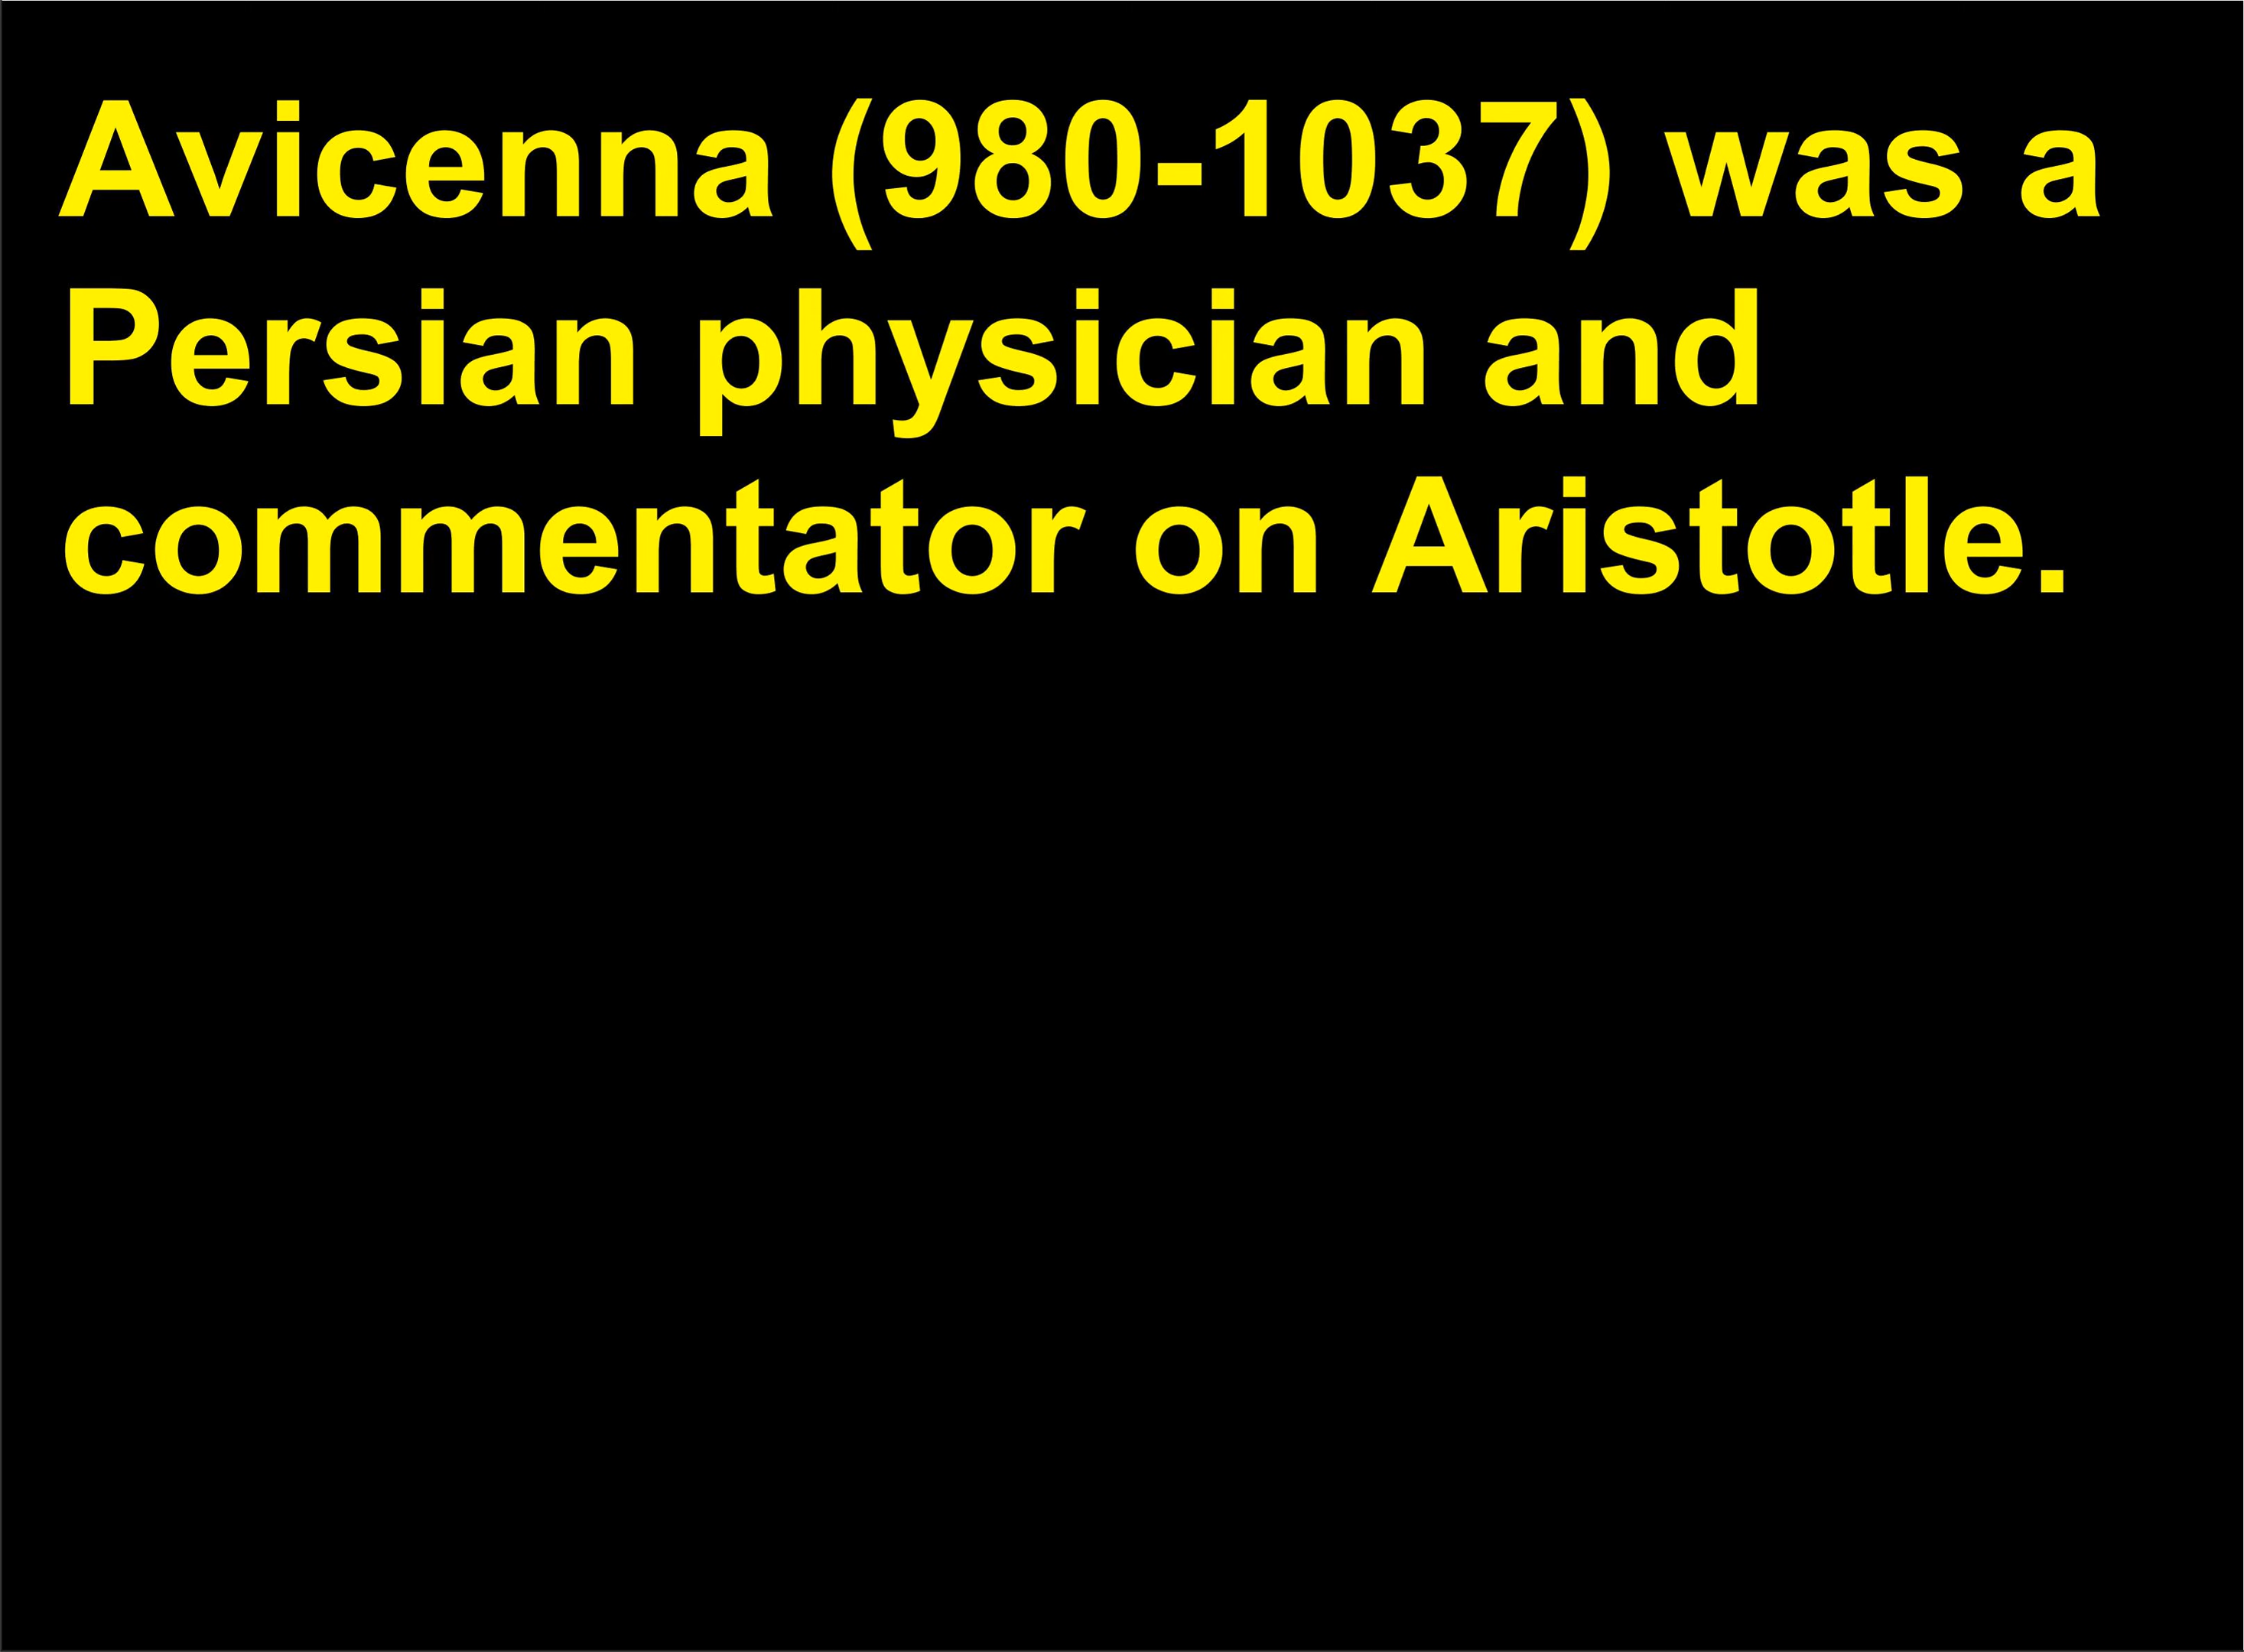 Avicenna (980-1037) was a
Persian physician and
commentator on Aristotle.